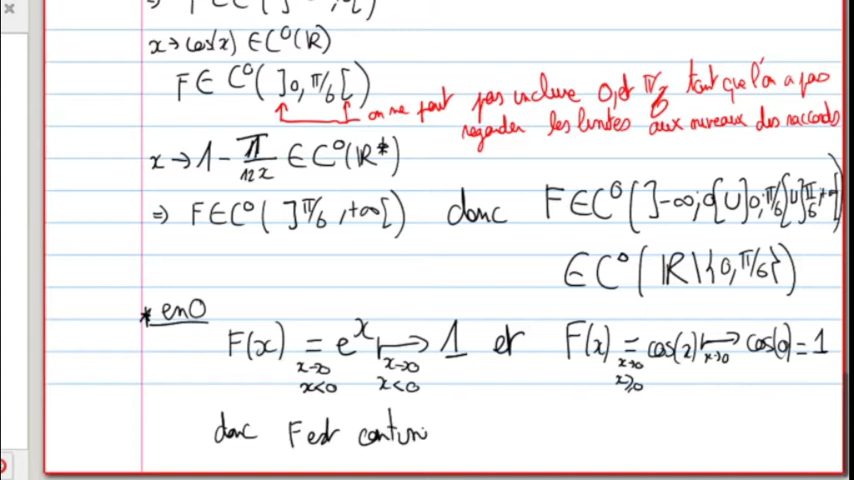 x → cos(x) ∈ C⁰(ℝ)
F ∈ C⁰( ]0, π/6[ )
on ne peut pas inclure 0, et π/6 tant que l'on a pas
regarder les limites aux niveaux des raccords
x → 1 - π/12x ∈ C⁰(ℝ*)
⇒ F ∈ C⁰( ]π/6, +∞[ ) donc F ∈ C⁰( ]-∞; 0[ U ]0; π/6[ U ]π/6, +∞[ )
∈ C⁰( ℝ\{0, π/6} )
* en 0
F(x) = eˣ ↦ 1 et F(x) = cos(x) ↦ cos(0) = 1
x→0 x→0 x→0 x→0
x<0 x<0 x≥0
donc F est continu